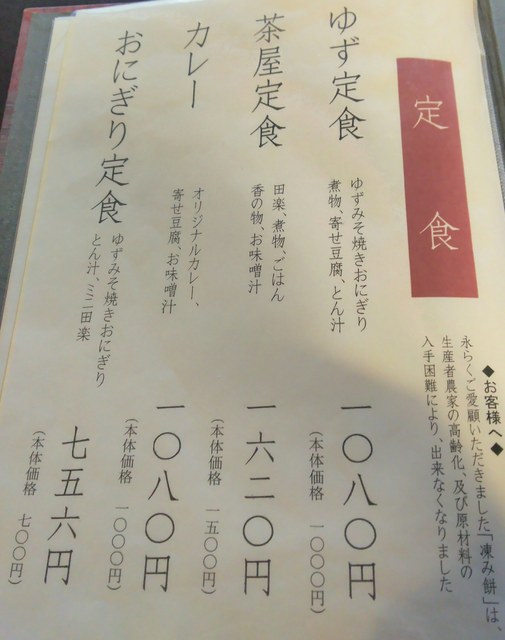 定食
◆お客様へ◆
永らくご愛顧いただきました「凍み餅」は、
生産者農家の高齢化、及び原材料の
入手困難により、出来なくなりました
ゆず定食
ゆずみそ焼きおにぎり
煮物、寄せ豆腐、とん汁
一〇八〇円
(本体価格 一〇〇〇円)
茶屋定食
田楽、煮物、ごはん
香の物、お味噌汁
一六二〇円
(本体価格 一五〇〇円)
カレー
オリジナルカレー、
寄せ豆腐、お味噌汁
一〇八〇円
(本体価格 一〇〇〇円)
おにぎり定食
ゆずみそ焼きおにぎり
とん汁、ミニ田楽
七五六円
(本体価格 七〇〇円)